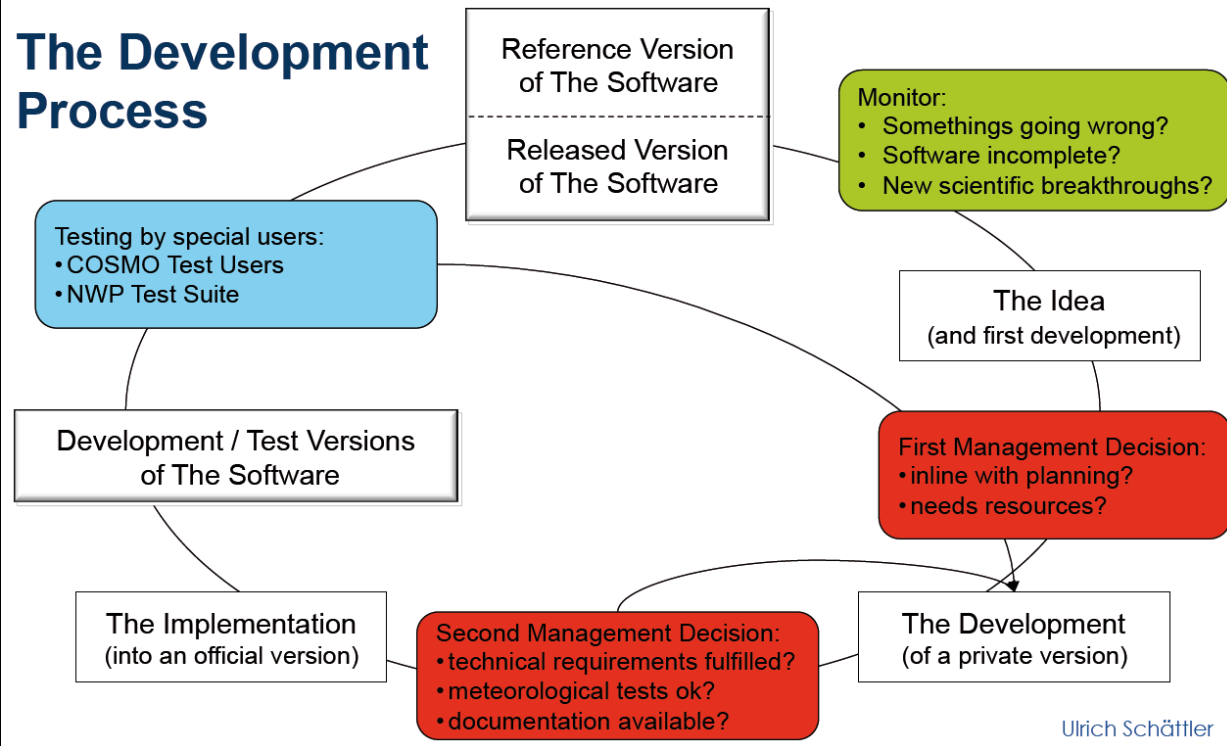 The Development
Process
Reference Version
of The Software
Released Version
of The Software
Monitor:
• Somethings going wrong?
• Software incomplete?
• New scientific breakthroughs?
Testing by special users:
• COSMO Test Users
• NWP Test Suite
The Idea
(and first development)
Development / Test Versions
of The Software
First Management Decision:
• inline with planning?
• needs resources?
The Implementation
(into an official version)
Second Management Decision:
• technical requirements fulfilled?
• meteorological tests ok?
• documentation available?
The Development
(of a private version)
Ulrich Schättler